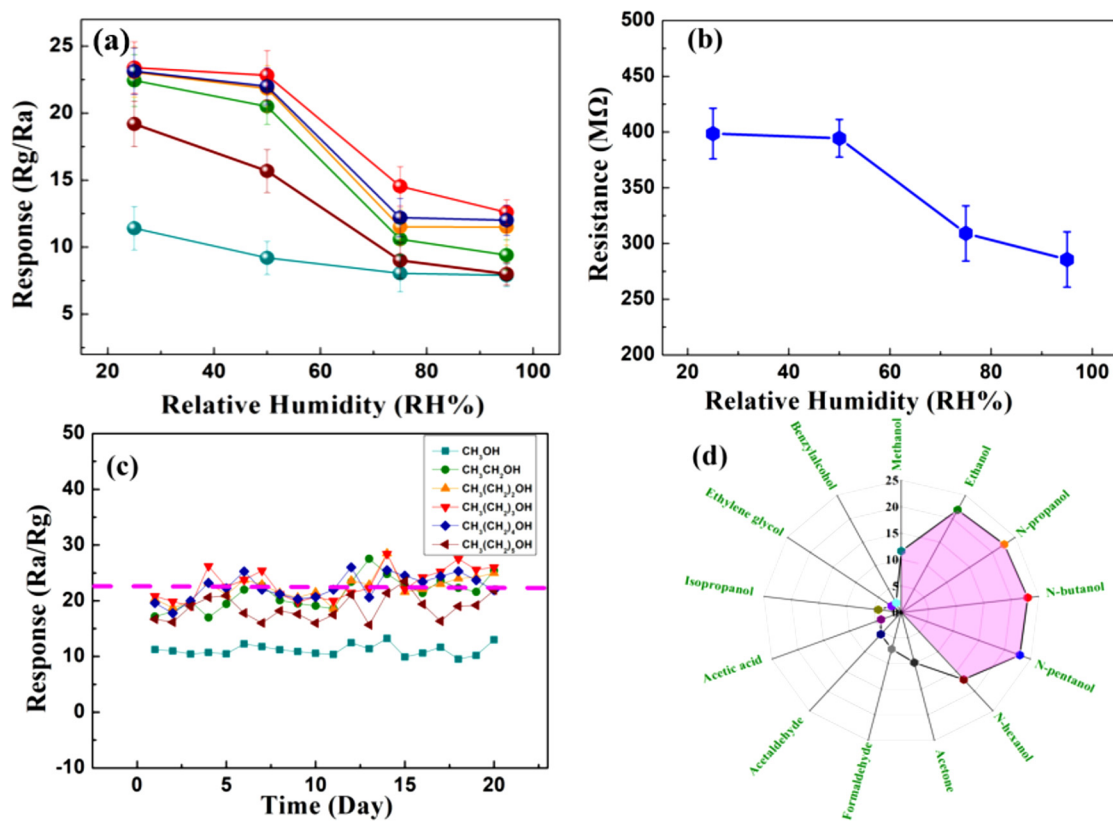 (a)
Response (Rg/Ra)
25
20
15
10
5
20 40 60 80 100
Relative Humidity (RH%)
(b)
Resistance (MΩ)
500
450
400
350
300
250
200
20 40 60 80 100
Relative Humidity (RH%)
(c)
Response (Ra/Rg)
50
40
30
20
10
0
-10
0 5 10 15 20
Time (Day)
CH3OH
CH3CH2OH
CH3(CH2)2OH
CH3(CH2)3OH
CH3(CH2)4OH
CH3(CH2)5OH
(d)
25
20
15
10
5
0
Methanol
Ethanol
N-propanol
N-butanol
N-pentanol
N-hexanol
Acetone
Formaldehyde
Acetaldehyde
Acetic acid
Isopropanol
Ethylene glycol
Benzylalcohol